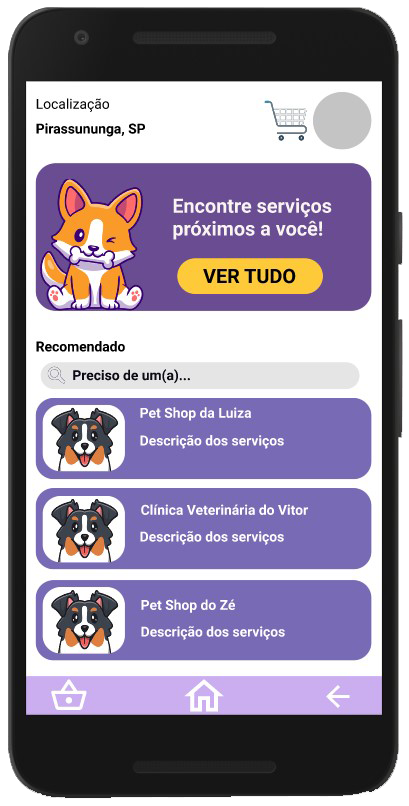 Localização
Pirassununga, SP
Encontre serviços
próximos a você!
VER TUDO
Recomendado
Preciso de um(a)...
Pet Shop da Luiza
Descrição dos serviços
Clínica Veterinária do Vitor
Descrição dos serviços
Pet Shop do Zé
Descrição dos serviços